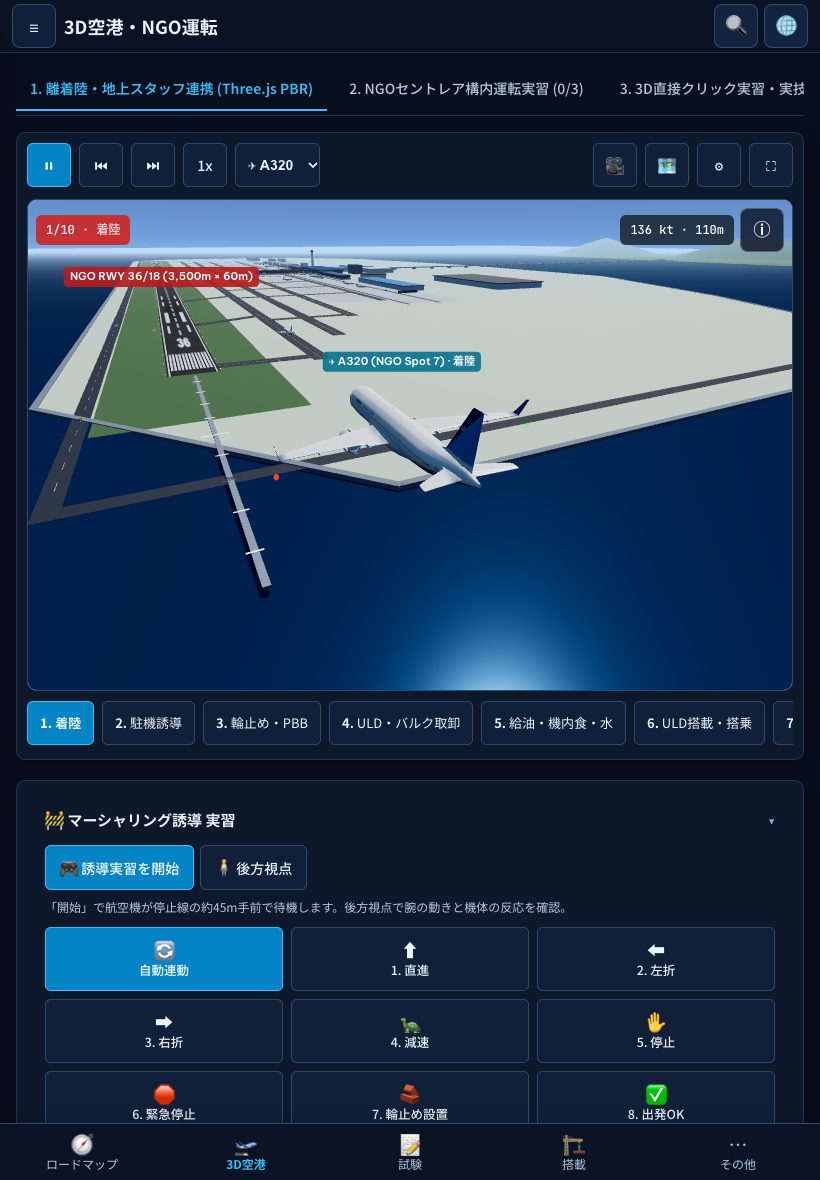 3D空港・NGO運転
1. 離着陸・地上スタッフ連携 (Three.js PBR)
2. NGOセントレア構内運転実習 (0/3)
3. 3D直接クリック実習・実技
1x
A320
1/10 · 着陸
136 kt · 110m
NGO RWY 36/18 (3,500m × 60m)
36
A320 (NGO Spot 7) · 着陸
1. 着陸
2. 駐機誘導
3. 輪止め・PBB
4. ULD・バルク取卸
5. 給油・機内食・水
6. ULD搭載・搭乗
7
マーシャリング誘導 実習
誘導実習を開始
後方視点
「開始」で航空機が停止線の約45m手前で待機します。後方視点で腕の動きと機体の反応を確認。
自動連動
1. 直進
2. 左折
3. 右折
4. 減速
5. 停止
6. 緊急停止
7. 輪止め設置
8. 出発OK
ロードマップ
3D空港
試験
搭載
その他